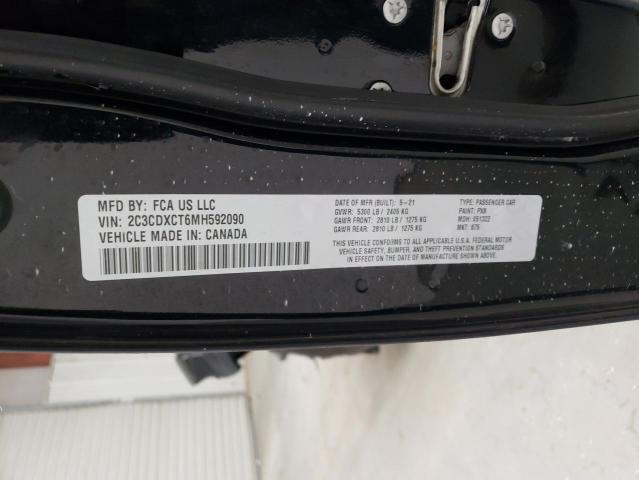 MFD BY: FCA US LLC
VIN: 2C3CDXCT6MH592090
VEHICLE MADE IN: CANADA
DATE OF MFR (BUILT): 5-21
GVWR: 5300 LB / 2405 KG
GAWR FRONT: 2810 LB / 1275 KG
GAWR REAR: 2810 LB / 1275 KG
TYPE: PASSENGER CAR
PAINT: PX8
MDH: 051322
MKT: 675
THIS VEHICLE CONFORMS TO ALL APPLICABLE U.S.A. FEDERAL MOTOR
VEHICLE SAFETY, BUMPER, AND THEFT PREVENTION STANDARDS
IN EFFECT ON THE DATE OF MANUFACTURE SHOWN ABOVE.